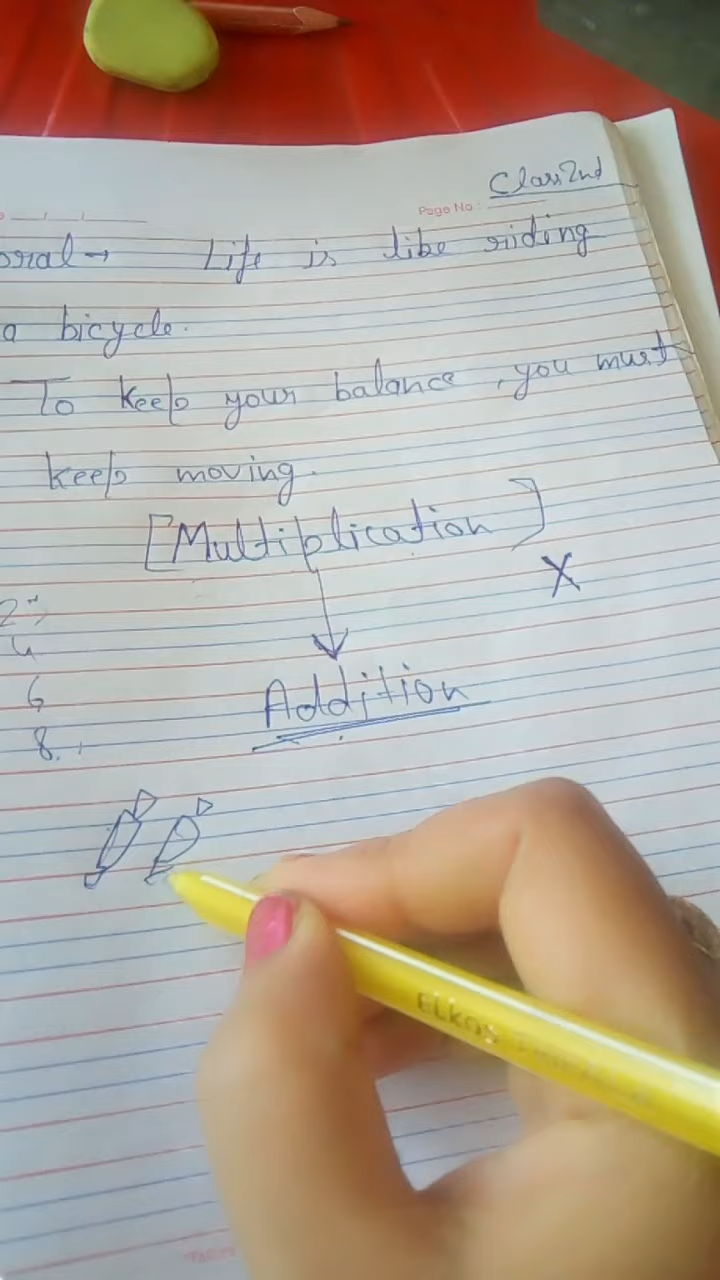 Class 2nd
Page No :
oral → Life is like riding
a bicycle.
To keep your balance, you must
keep moving.
[Multiplication]
X
2
4
6
8.
Addition
ELKOS